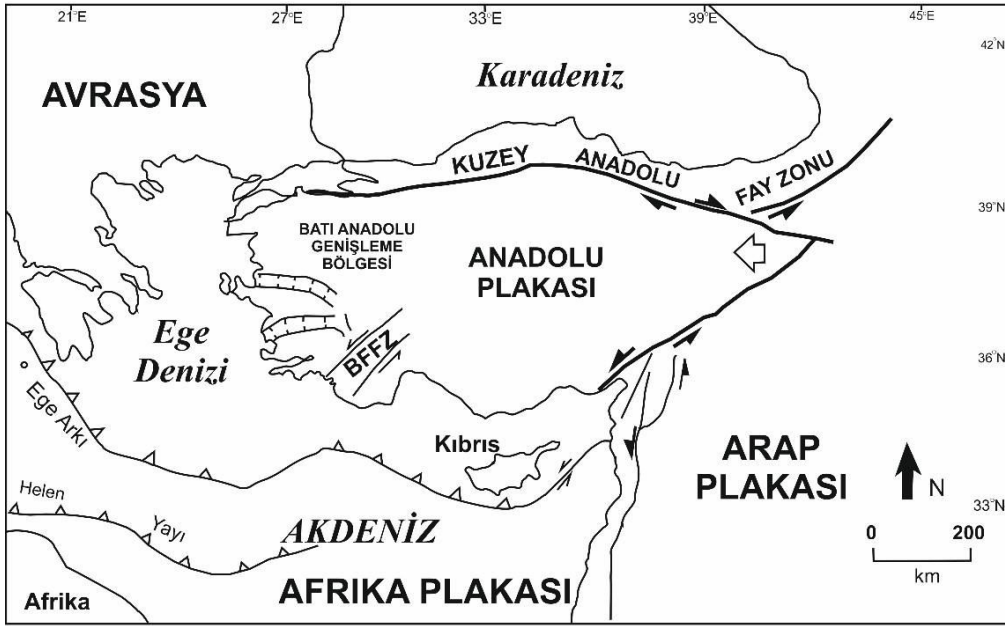 21°E
27°E
33°E
39°E
45°E
42°N
Karadeniz
AVRASYA
KUZEY ANADOLU FAY ZONU
39°N
BATI ANADOLU
GENİŞLEME
BÖLGESİ
ANADOLU
PLAKASI
Ege
Denizi
BFFZ
36°E
Ege Arkı
Kıbrıs
ARAP
PLAKASI
N
Helen
Yayı
AKDENİZ
33°N
0
200
km
Afrika
AFRIKA PLAKASI